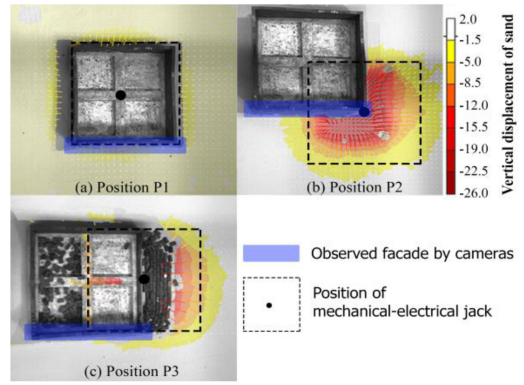 (a) Position P1
(b) Position P2
2.0
-1.5
-5.0
-8.5
-12.0
-15.5
-19.0
-22.5
-26.0
Vertical displacement of sand
(c) Position P3
Observed facade by cameras
Position of
mechanical-electrical jack